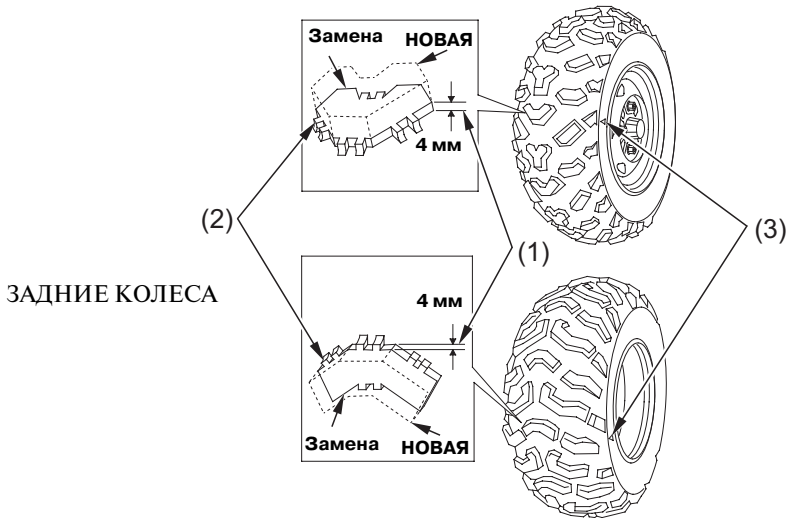 Замена
НОВАЯ
4 мм
(2)
(1)
(3)
ЗАДНИЕ КОЛЕСА
4 мм
Замена
НОВАЯ